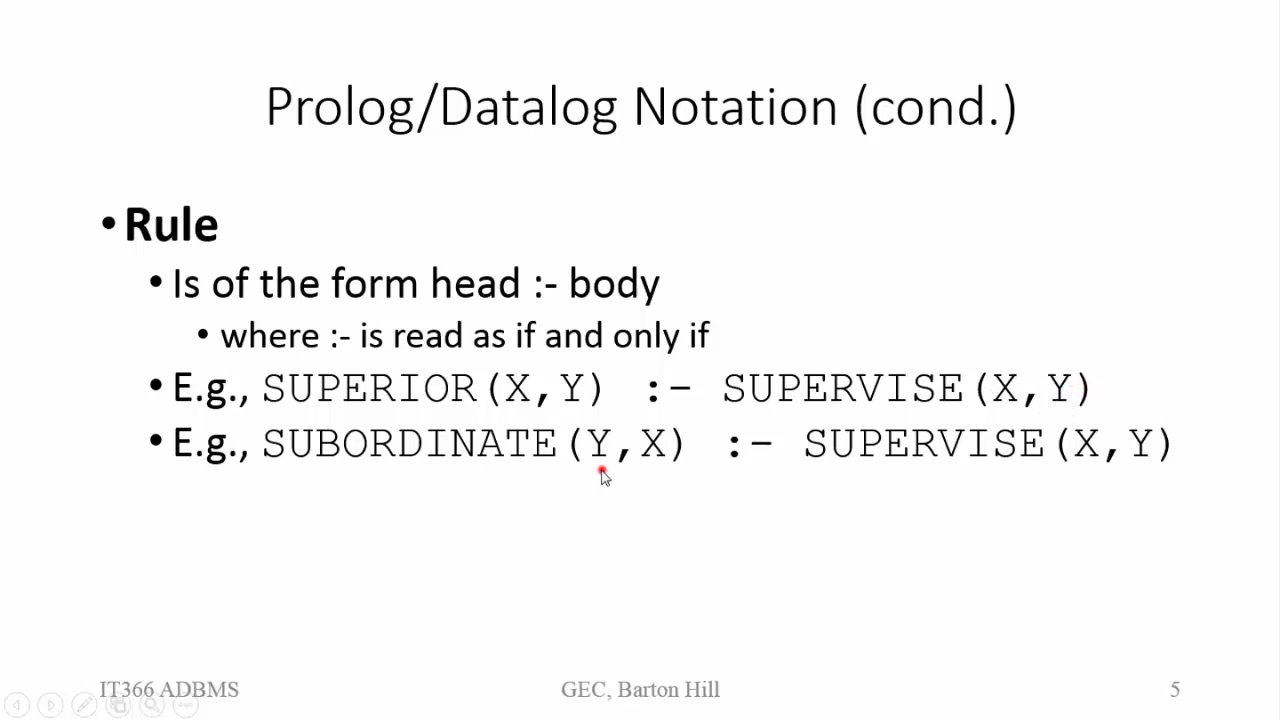 Prolog/Datalog Notation (cond.)
• Rule
• Is of the form head :- body
• where :- is read as if and only if
• E.g., SUPERIOR(X,Y) :- SUPERVISE(X,Y)
• E.g., SUBORDINATE(Y,X) :- SUPERVISE(X,Y)
IT366 ADBMS GEC, Barton Hill 5